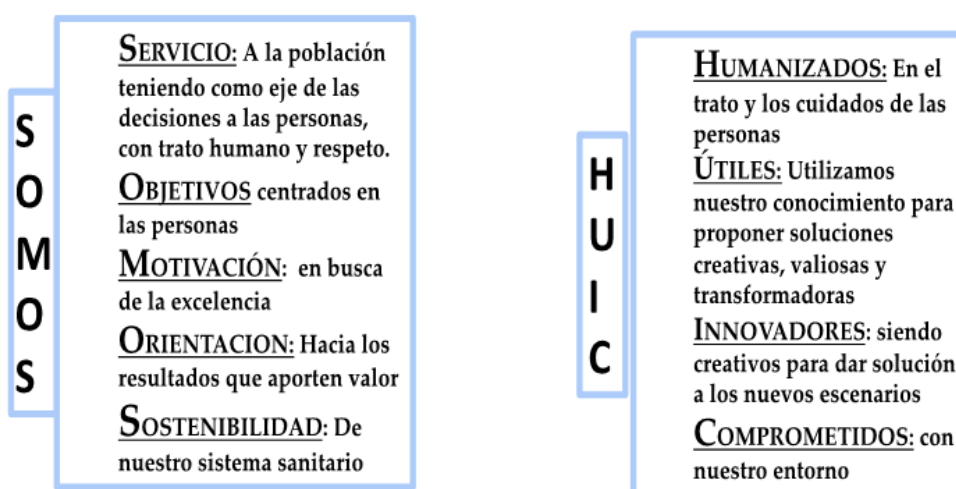 S
O
M
O
S
SERVICIO: A la población
teniendo como eje de las
decisiones a las personas,
con trato humano y respeto.
OBJETIVOS centrados en
las personas
MOTIVACIÓN: en busca
de la excelencia
ORIENTACION: Hacia los
resultados que aporten valor
SOSTENIBILIDAD: De
nuestro sistema sanitario
H
U
I
C
HUMANIZADOS: En el
trato y los cuidados de las
personas
ÚTILES: Utilizamos
nuestro conocimiento para
proponer soluciones
creativas, valiosas y
transformadoras
INNOVADORES: siendo
creativos para dar solución
a los nuevos escenarios
COMPROMETIDOS: con
nuestro entorno